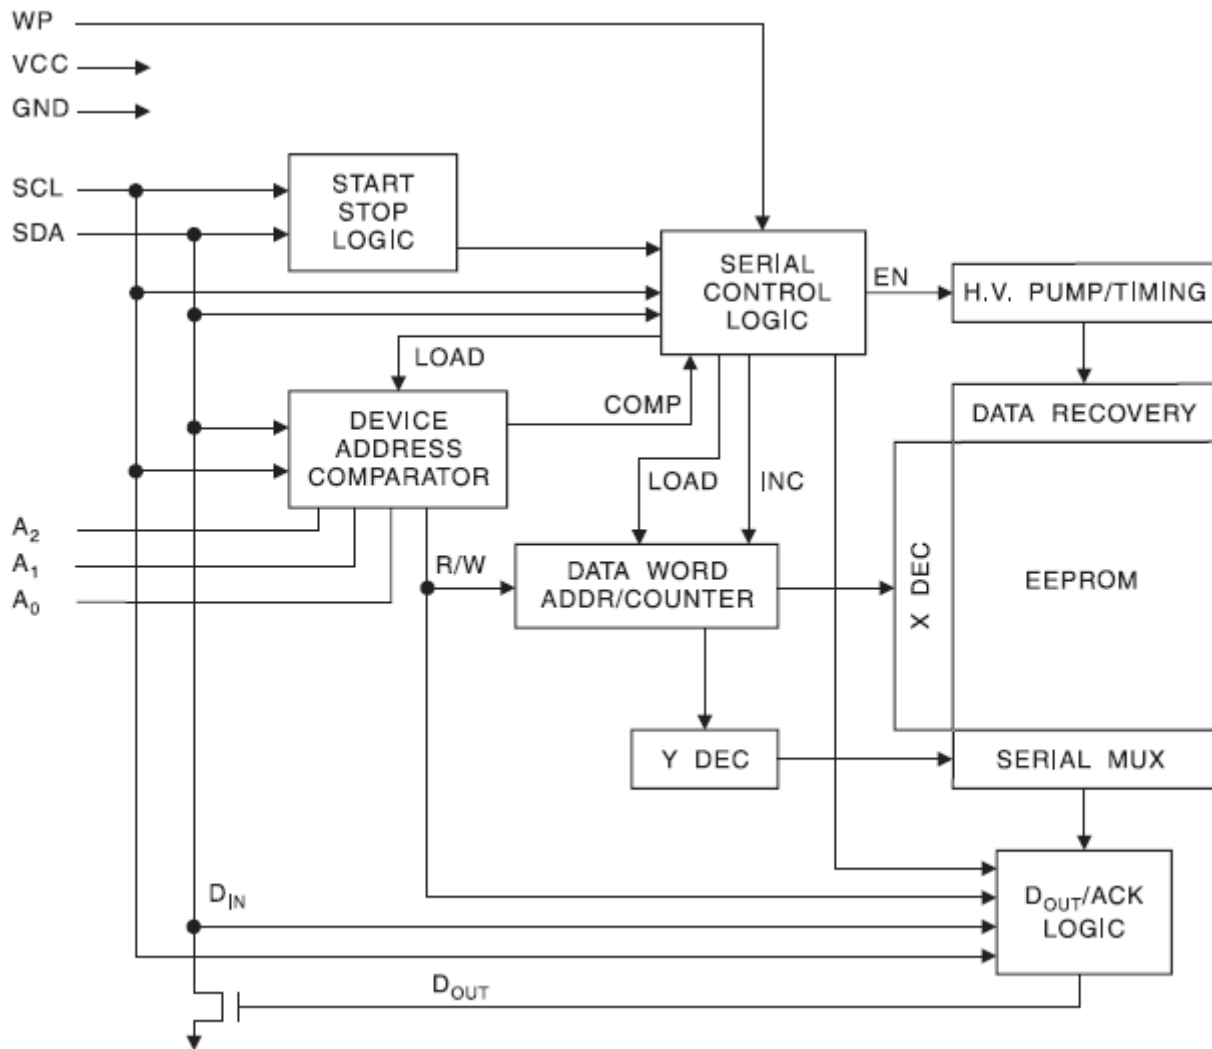 WP
VCC
GND
SCL
SDA
START
STOP
LOGIC
SERIAL
CONTROL
LOGIC
EN
H.V. PUMP/TIMING
LOAD
COMP
DEVICE
ADDRESS
COMPARATOR
DATA RECOVERY
LOAD
INC
A2
A1
A0
R/W
DATA WORD
ADDR/COUNTER
X DEC
EEPROM
Y DEC
SERIAL MUX
DIN
DOUT/ACK
LOGIC
DOUT